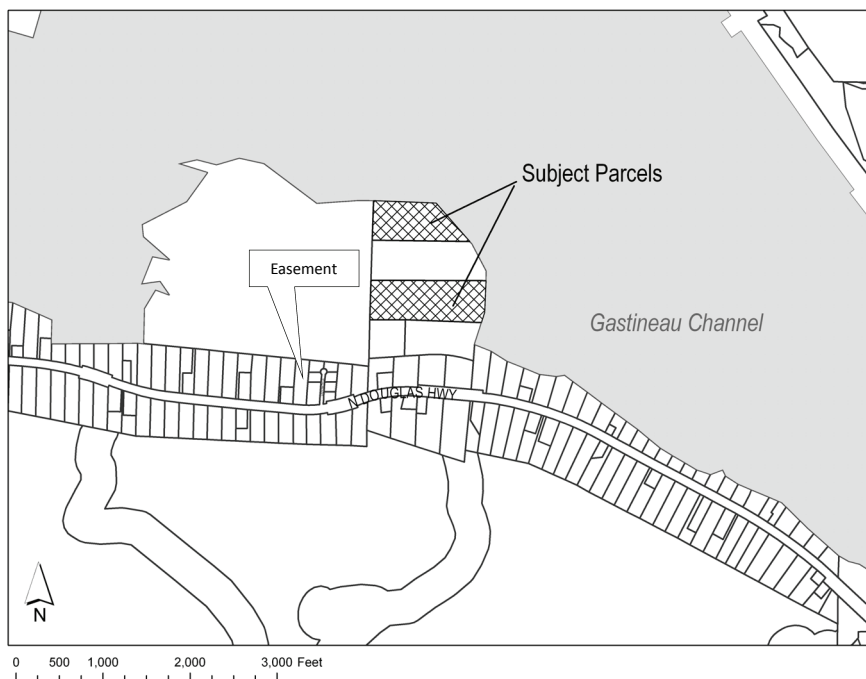 Subject Parcels
Easement
Gastineau Channel
N DOUGLAS HWY
N
0 500 1,000 2,000 3,000 Feet